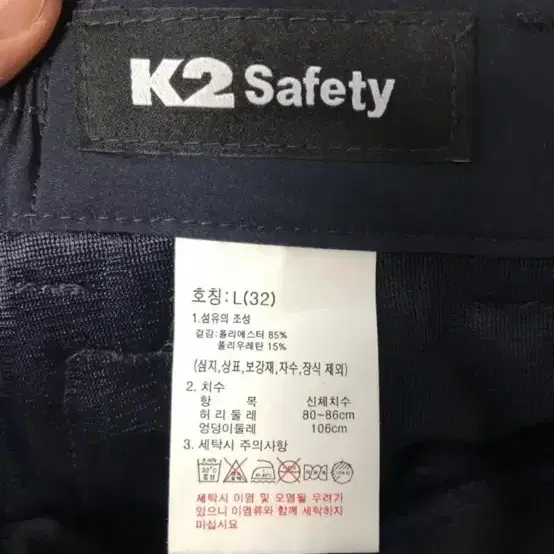 K2 Safety
호칭:L(32)
1.섬유의 조성
겉감:폴리에스터 85%
폴리우레탄 15%
(심지,상표,보강재,자수,장식 제외)
2. 치수
항 목 신체치수
허리둘레 80~86cm
엉덩이둘레 106cm
3. 세탁시 주의사항
30℃
중성
세탁시 이염 및 오염될 우려가
있으니 이염류와 함께 세탁하지
마십시요